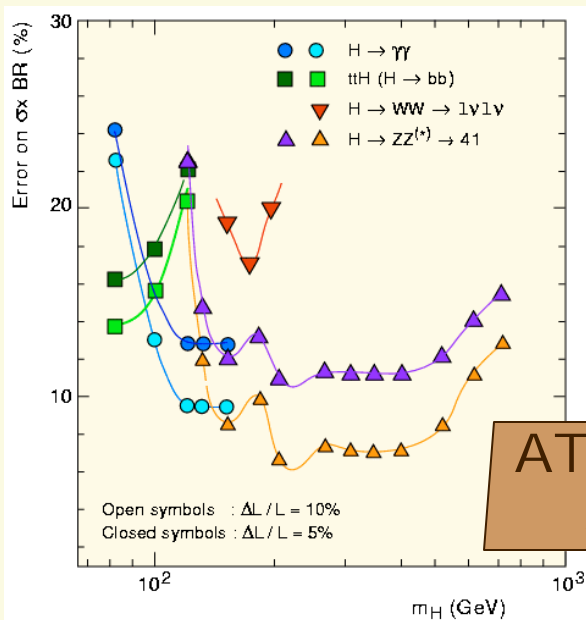 Error on σx BR (%)
30
20
10
H → γγ
ttH (H → bb)
H → WW → lνlν
H → ZZ(*) → 4l
Open symbols : ΔL / L = 10%
Closed symbols : ΔL / L = 5%
AT
10² 10³
mH (GeV)